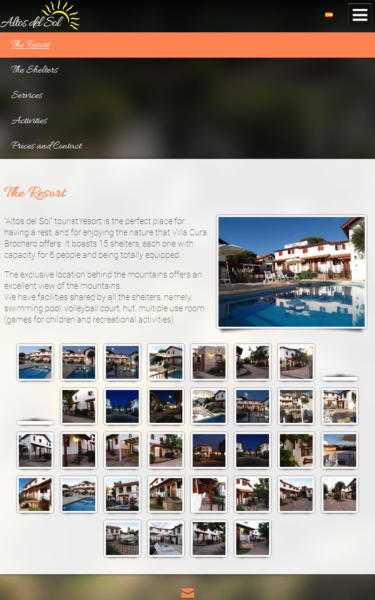 Altos del Sol
The Resort
The Shelters
Services
Activities
Prices and Contact
The Resort
"Altos del Sol" tourist resort is the perfect place for
having a rest, and for enjoying the nature that Villa Cura
Brochero offers. It boasts 15 shelters, each one with
capacity for 6 people and being totally equipped.
The exclusive location behind the mountains offers an
excellent view of the mountains.
We have facilities shared by all the shelters, namely:
swimming pool, volleyball court, hut, multiple use room
(games for children and recreational activities).